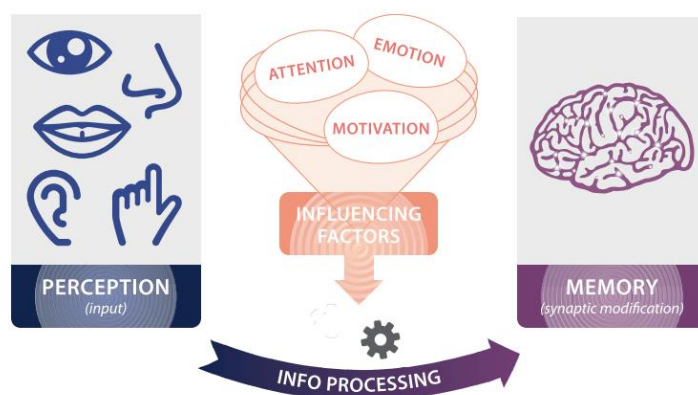 ATTENTION
EMOTION
MOTIVATION
INFLUENCING
FACTORS
PERCEPTION
(input)
MEMORY
(synaptic modification)
INFO PROCESSING